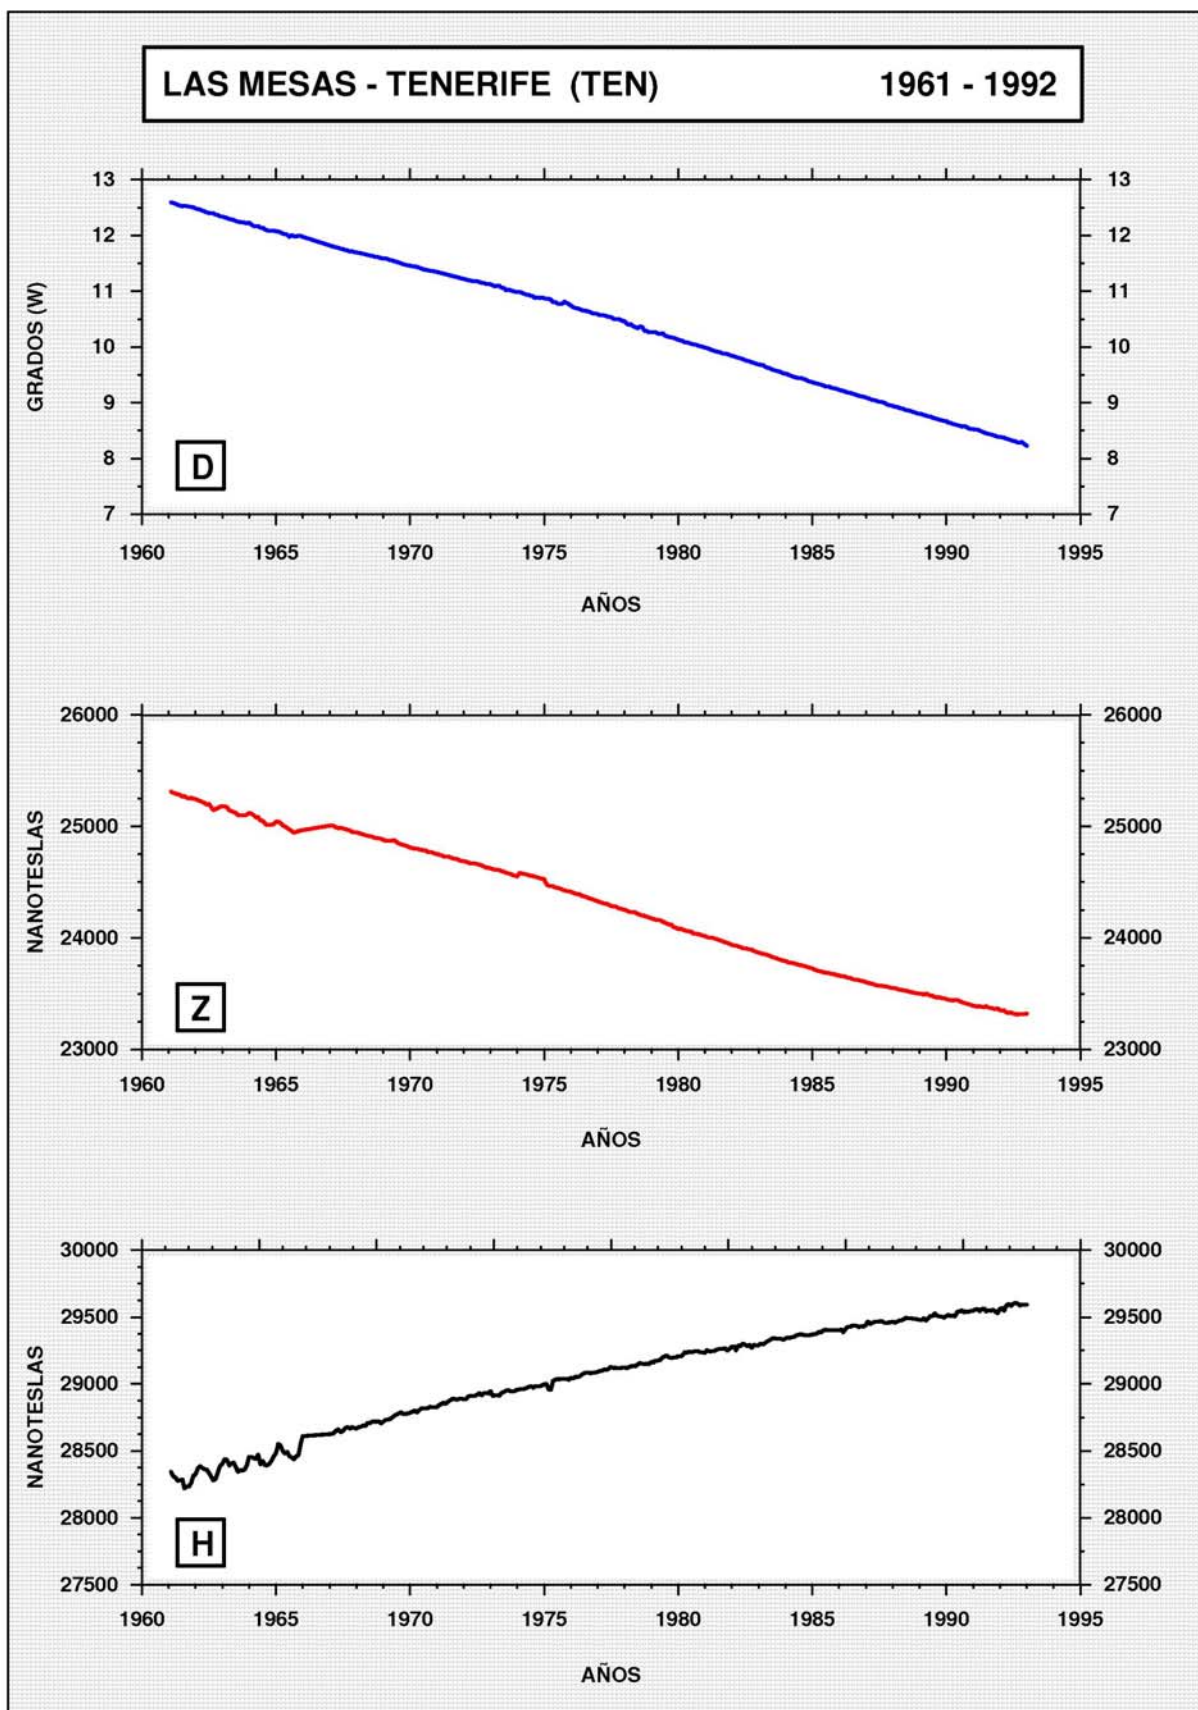 LAS MESAS - TENERIFE (TEN) 1961 - 1992
13 13
12 12
11 11
GRADOS (W)
10 10
9 9
8 8
D
7 7
1960 1965 1970 1975 1980 1985 1990 1995
AÑOS
26000 26000
25000 25000
NANOTESLAS
24000 24000
Z
23000 23000
1960 1965 1970 1975 1980 1985 1990 1995
AÑOS
30000 30000
29500 29500
29000 29000
NANOTESLAS
28500 28500
28000 28000
H
27500 27500
1960 1965 1970 1975 1980 1985 1990 1995
AÑOS